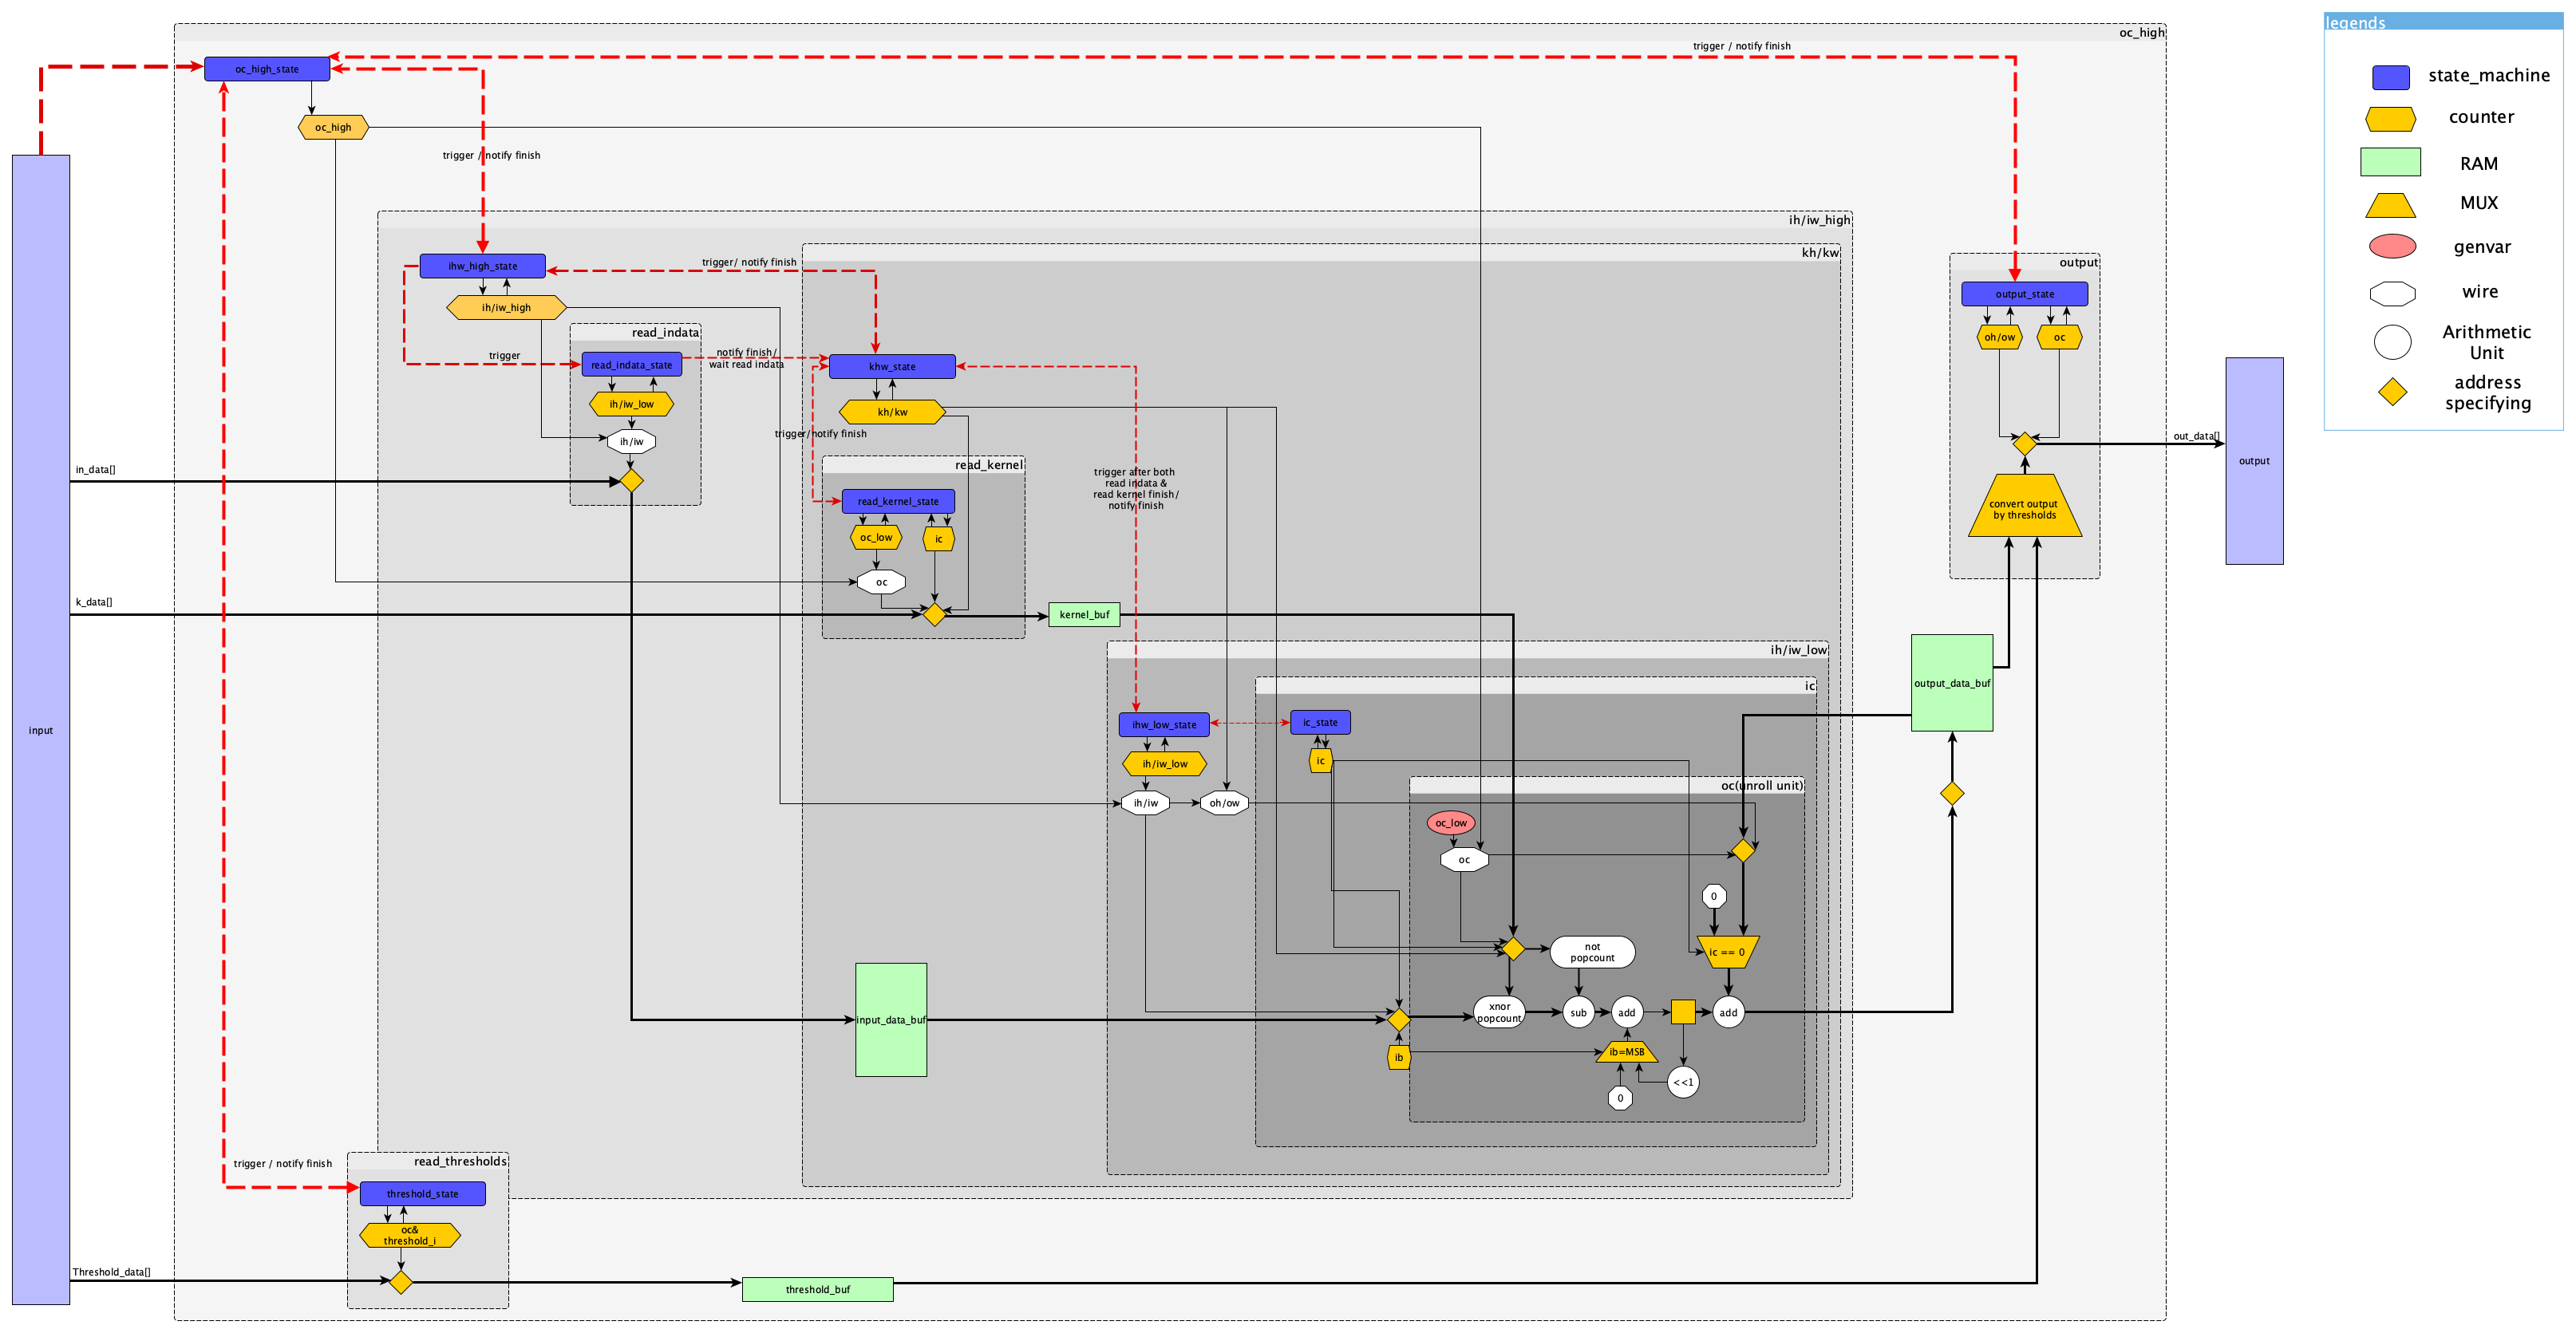 oc_high
legends
trigger / notify finish
oc_high_state
state_machine
counter
oc_high
trigger / notify finish
RAM
MUX
ih/iw_high
genvar
kh/kw
output
trigger/ notify finish
ihw_high_state
wire
output_state
ih/iw_high
read_indata
oh/ow
oc
Arithmetic
Unit
trigger
notify finish/
wait read indata
read_indata_state
khw_state
address
specifying
ih/iw_low
kh/kw
trigger/notify finish
ih/iw
out_data[]
in_data[]
read_kernel
trigger after both
read indata &
read kernel finish/
notify finish
output
read_kernel_state
convert output
by thresholds
oc_low
ic
oc
k_data[]
kernel_buf
ih/iw_low
output_data_buf
ic
ihw_low_state
ic_state
input
ih/iw_low
ic
oc(unroll unit)
ih/iw
oh/ow
oc_low
oc
0
not
popcount
ic == 0
input_data_buf
xnor
popcount
sub
add
add
ib
ib=MSB
<<1
0
trigger / notify finish
read_thresholds
threshold_state
oc&
threshold_i
Threshold_data[]
threshold_buf